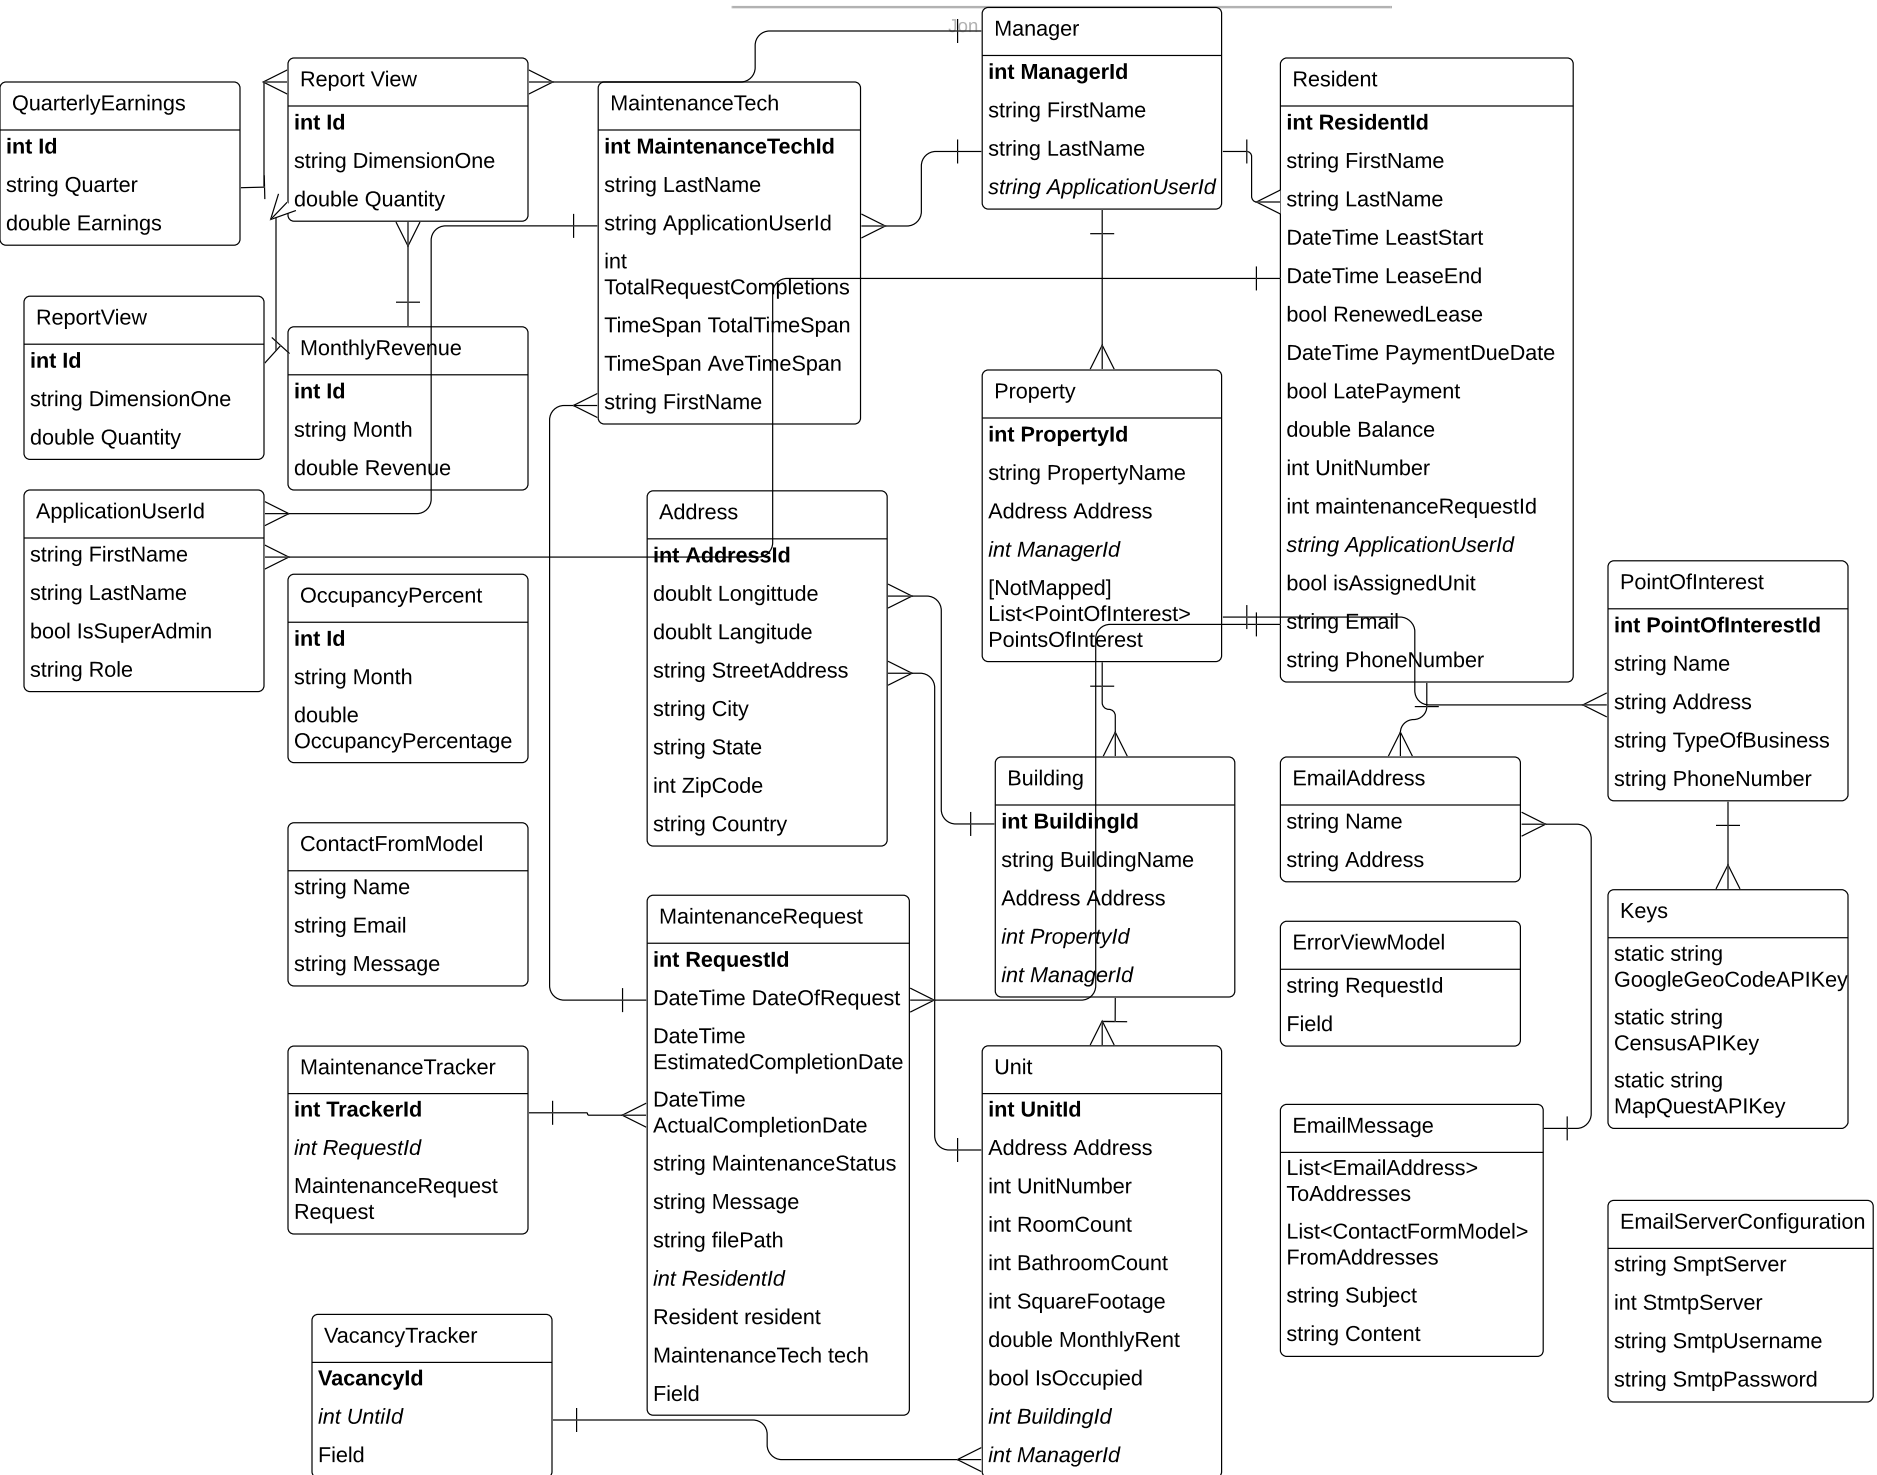 Jon
Manager
int ManagerId
string FirstName
string LastName
string ApplicationUserId
Report View
int Id
string DimensionOne
double Quantity
QuarterlyEarnings
int Id
string Quarter
double Earnings
MaintenanceTech
int MaintenanceTechId
string LastName
string ApplicationUserId
int
TotalRequestCompletions
TimeSpan TotalTimeSpan
TimeSpan AveTimeSpan
string FirstName
Resident
int ResidentId
string FirstName
string LastName
DateTime LeastStart
DateTime LeaseEnd
bool RenewedLease
DateTime PaymentDueDate
bool LatePayment
double Balance
int UnitNumber
int maintenanceRequestId
string ApplicationUserId
bool isAssignedUnit
string Email
string PhoneNumber
ReportView
int Id
string DimensionOne
double Quantity
MonthlyRevenue
int Id
string Month
double Revenue
Property
int PropertyId
string PropertyName
Address Address
int ManagerId
[NotMapped]
List<PointOfInterest>
PointsOfInterest
ApplicationUserId
string FirstName
string LastName
bool IsSuperAdmin
string Role
Address
int AddressId
doublt Longittude
doublt Langitude
string StreetAddress
string City
string State
int ZipCode
string Country
OccupancyPercent
int Id
string Month
double
OccupancyPercentage
PointOfInterest
int PointOfInterestId
string Name
string Address
string TypeOfBusiness
string PhoneNumber
Building
int BuildingId
string BuildingName
Address Address
int PropertyId
int ManagerId
EmailAddress
string Name
string Address
ContactFromModel
string Name
string Email
string Message
MaintenanceRequest
int RequestId
DateTime DateOfRequest
DateTime
EstimatedCompletionDate
DateTime
ActualCompletionDate
string MaintenanceStatus
string Message
string filePath
int ResidentId
Resident resident
MaintenanceTech tech
Field
ErrorViewModel
string RequestId
Field
Keys
static string
GoogleGeoCodeAPIKey
static string
CensusAPIKey
static string
MapQuestAPIKey
MaintenanceTracker
int TrackerId
int RequestId
MaintenanceRequest
Request
Unit
int UnitId
Address Address
int UnitNumber
int RoomCount
int BathroomCount
int SquareFootage
double MonthlyRent
bool IsOccupied
int BuildingId
int ManagerId
EmailMessage
List<EmailAddress>
ToAddresses
List<ContactFormModel>
FromAddresses
string Subject
string Content
EmailServerConfiguration
string SmptServer
int StmtpServer
string SmtpUsername
string SmtpPassword
VacancyTracker
VacancyId
int UntiId
Field